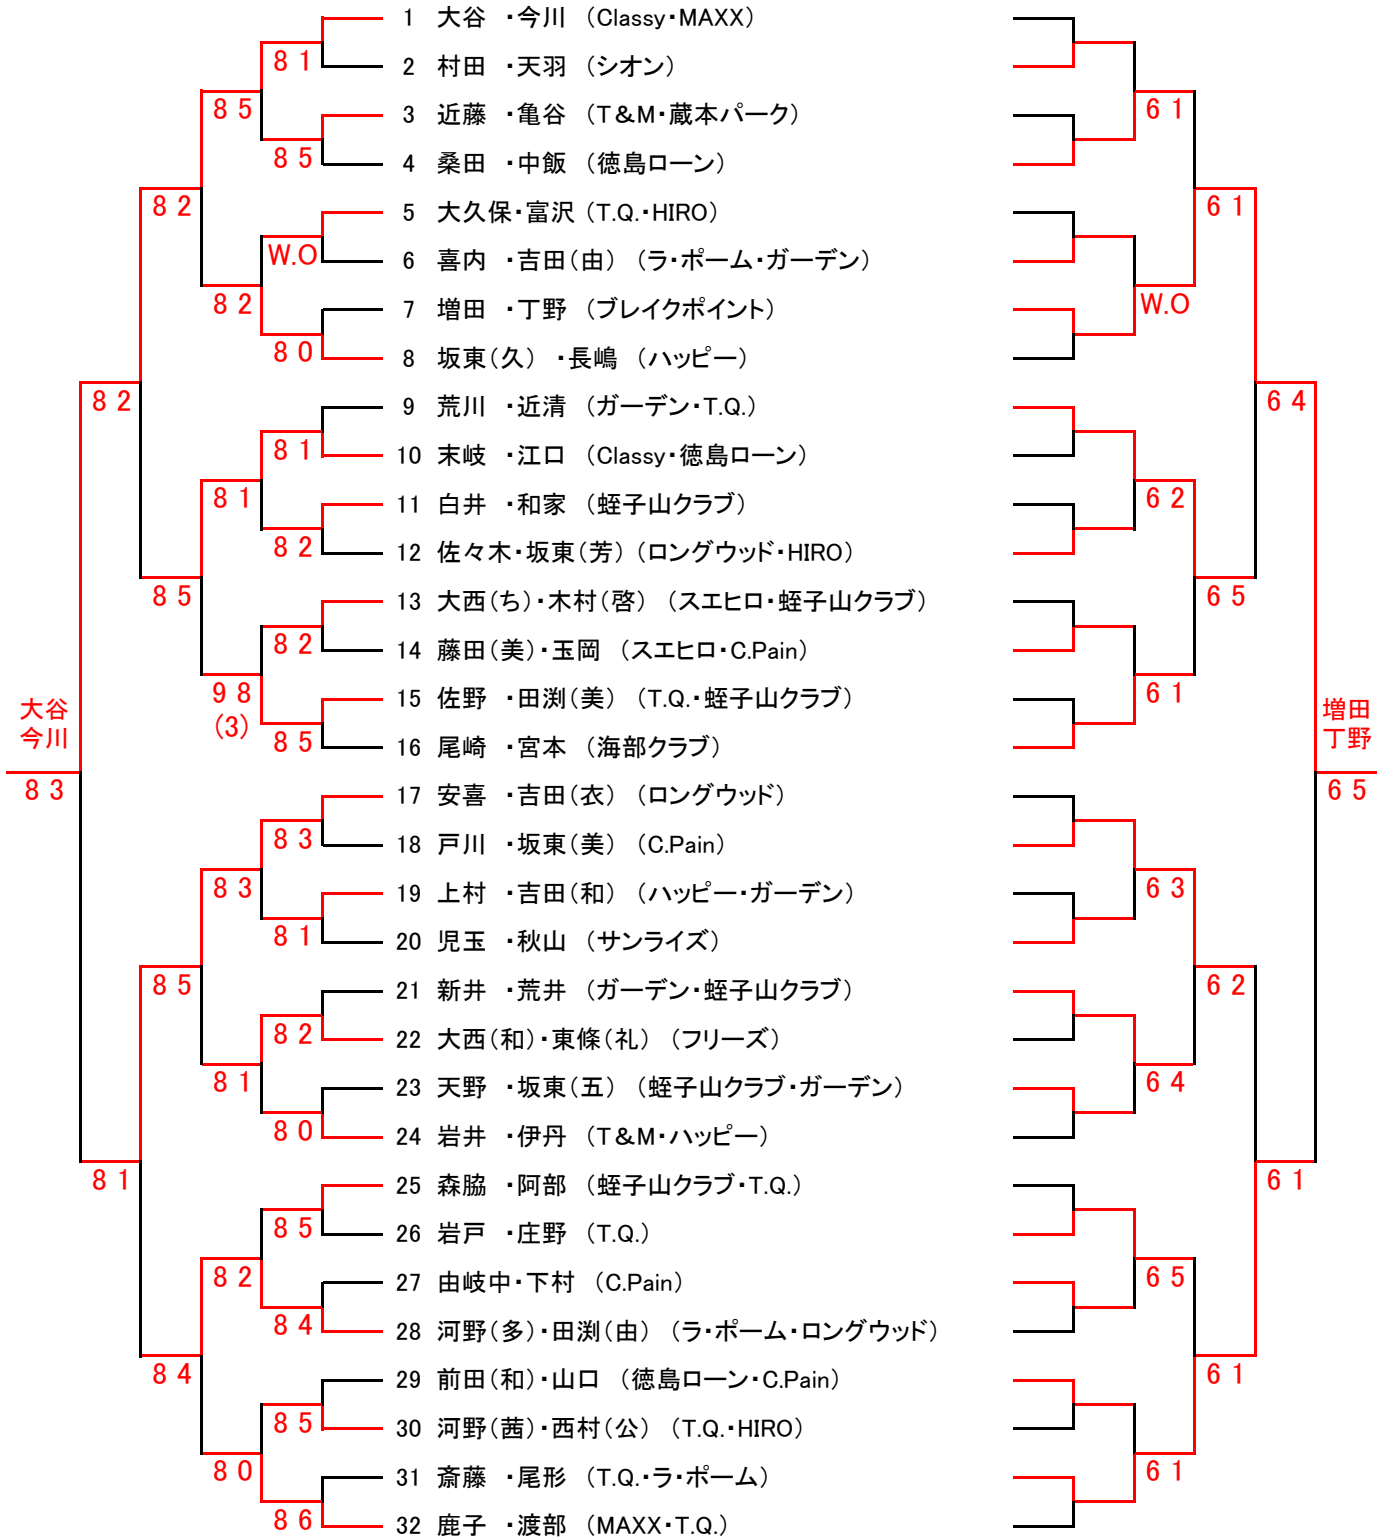 1 大谷 ・今川 （Classy・MAXX）
8 1
2 村田 ・天羽 （シオン）
8 5
6 1
3 近藤 ・亀谷 （T＆M・蔵本パーク）
8 5
4 桑田 ・中飯 （徳島ローン）
8 2
6 1
5 大久保・富沢 （T.Q.・HIRO）
W.O
6 喜内 ・吉田（由） （ラ・ポーム・ガーデン）
8 2
W.O
7 増田 ・丁野 （ブレイクポイント）
8 0
8 坂東（久） ・長嶋 （ハッピー）
8 2
6 4
9 荒川 ・近清 （ガーデン・T.Q.）
8 1
10 末岐 ・江口 （Classy・徳島ローン）
8 1
6 2
11 白井 ・和家 （蛭子山クラブ）
8 2
12 佐々木・坂東（芳） （ロングウッド・HIRO）
8 5
6 5
13 大西（ち）・木村（啓） （スエヒロ・蛭子山クラブ）
8 2
14 藤田（美）・玉岡 （スエヒロ・C.Pain）
9 8
(3)
6 1
15 佐野 ・田渕（美） （T.Q.・蛭子山クラブ）
8 5
16 尾崎 ・宮本 （海部クラブ）
大谷
今川
8 3
増田
丁野
6 5
17 安喜 ・吉田（衣） （ロングウッド）
8 3
18 戸川 ・坂東（美） （C.Pain）
8 3
6 3
19 上村 ・吉田（和） （ハッピー・ガーデン）
8 1
20 児玉 ・秋山 （サンライズ）
8 5
6 2
21 新井 ・荒井 （ガーデン・蛭子山クラブ）
8 2
22 大西（和）・東條（礼） （フリーズ）
8 1
6 4
23 天野 ・坂東（五） （蛭子山クラブ・ガーデン）
8 0
24 岩井 ・伊丹 （T＆M・ハッピー）
8 1
6 1
25 森脇 ・阿部 （蛭子山クラブ・T.Q.）
8 5
26 岩戸 ・庄野 （T.Q.）
8 2
6 5
27 由岐中・下村 （C.Pain）
8 4
28 河野（多）・田渕（由） （ラ・ポーム・ロングウッド）
8 4
6 1
29 前田（和）・山口 （徳島ローン・C.Pain）
8 5
30 河野（茜）・西村（公） （T.Q.・HIRO）
8 0
6 1
31 斎藤 ・尾形 （T.Q.・ラ・ポーム）
8 6
32 鹿子 ・渡部 （MAXX・T.Q.）